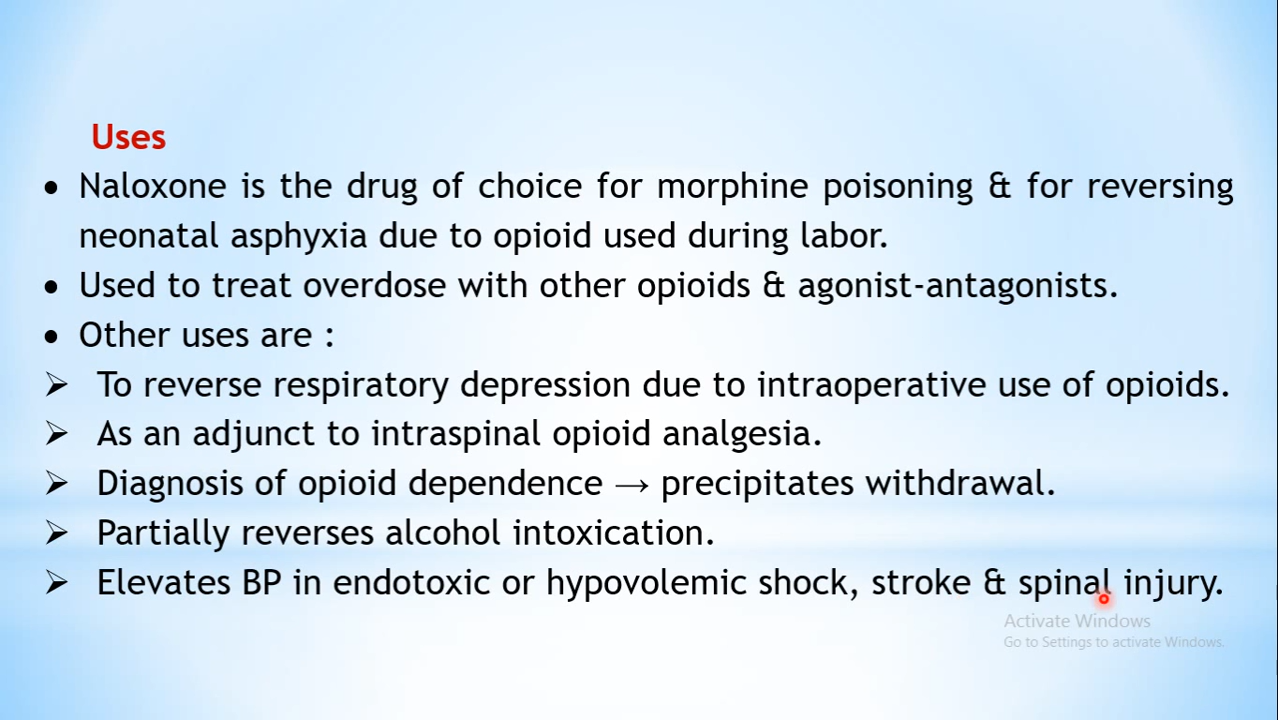 Uses
• Naloxone is the drug of choice for morphine poisoning & for reversing
neonatal asphyxia due to opioid used during labor.
• Used to treat overdose with other opioids & agonist-antagonists.
• Other uses are :
➢ To reverse respiratory depression due to intraoperative use of opioids.
➢ As an adjunct to intraspinal opioid analgesia.
➢ Diagnosis of opioid dependence → precipitates withdrawal.
➢ Partially reverses alcohol intoxication.
➢ Elevates BP in endotoxic or hypovolemic shock, stroke & spinal injury.
Activate Windows
Go to Settings to activate Windows.